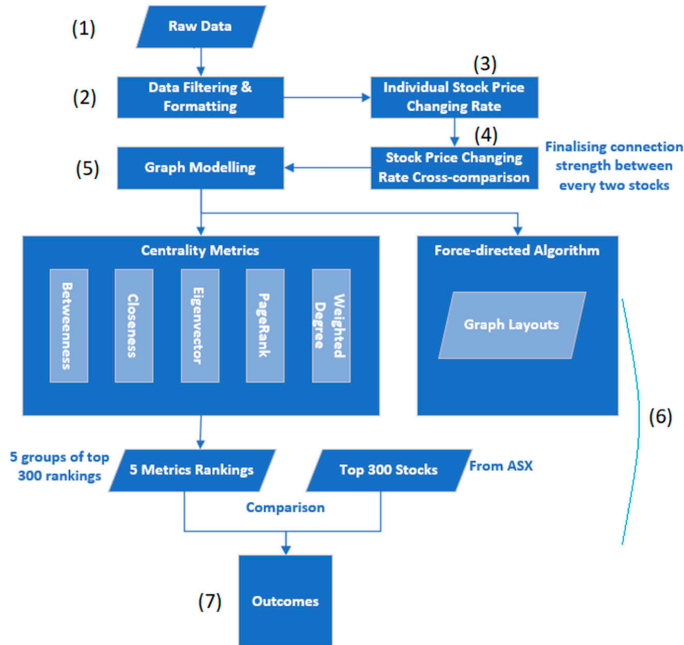 (1)
Raw Data
(2)
Data Filtering &
Formatting
(3)
Individual Stock Price
Changing Rate
(4)
Stock Price Changing
Rate Cross-comparison
Finalising connection
strength between
every two stocks
(5)
Graph Modelling
Centrality Metrics
Betweenness
Closeness
Eigenvector
PageRank
Weighted
Degree
Force-directed Algorithm
Graph Layouts
(6)
5 groups of top
300 rankings
5 Metrics Rankings
Top 300 Stocks
From ASX
Comparison
(7)
Outcomes